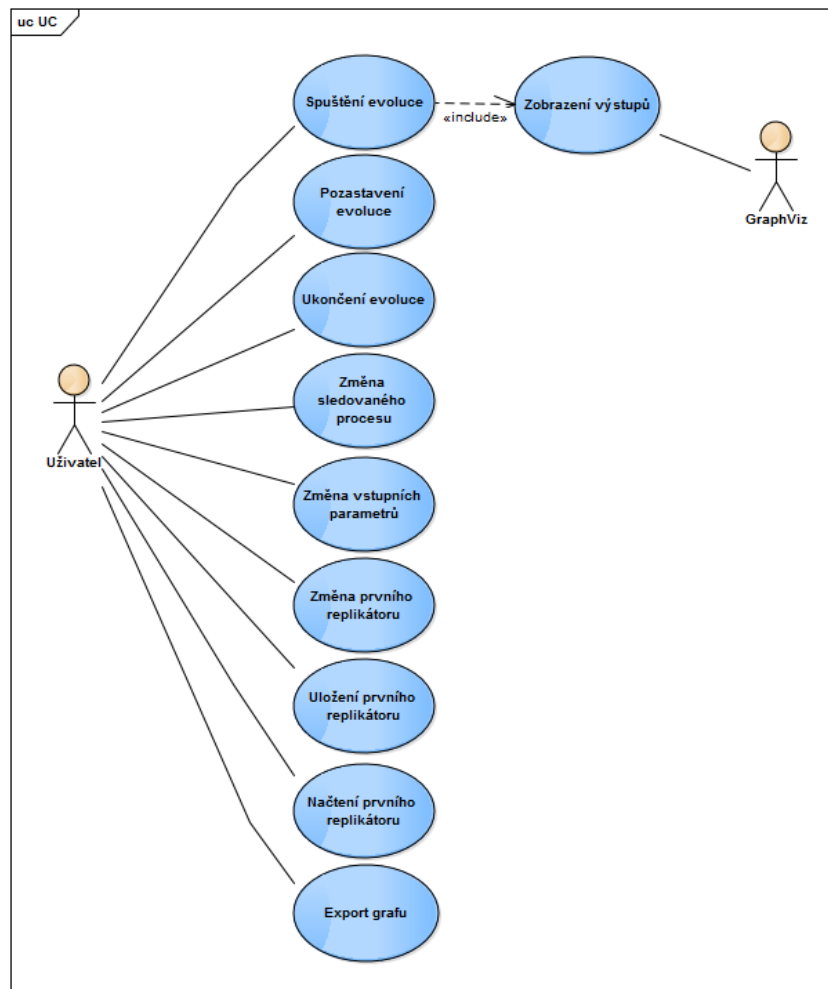 uc UC
Spuštění evoluce
«include»
Zobrazení výstupů
GraphViz
Pozastavení
evoluce
Ukončení evoluce
Změna
sledovaného
procesu
Uživatel
Změna vstupních
parametrů
Změna prvního
replikátoru
Uložení prvního
replikátoru
Načtení prvního
replikátoru
Export grafu